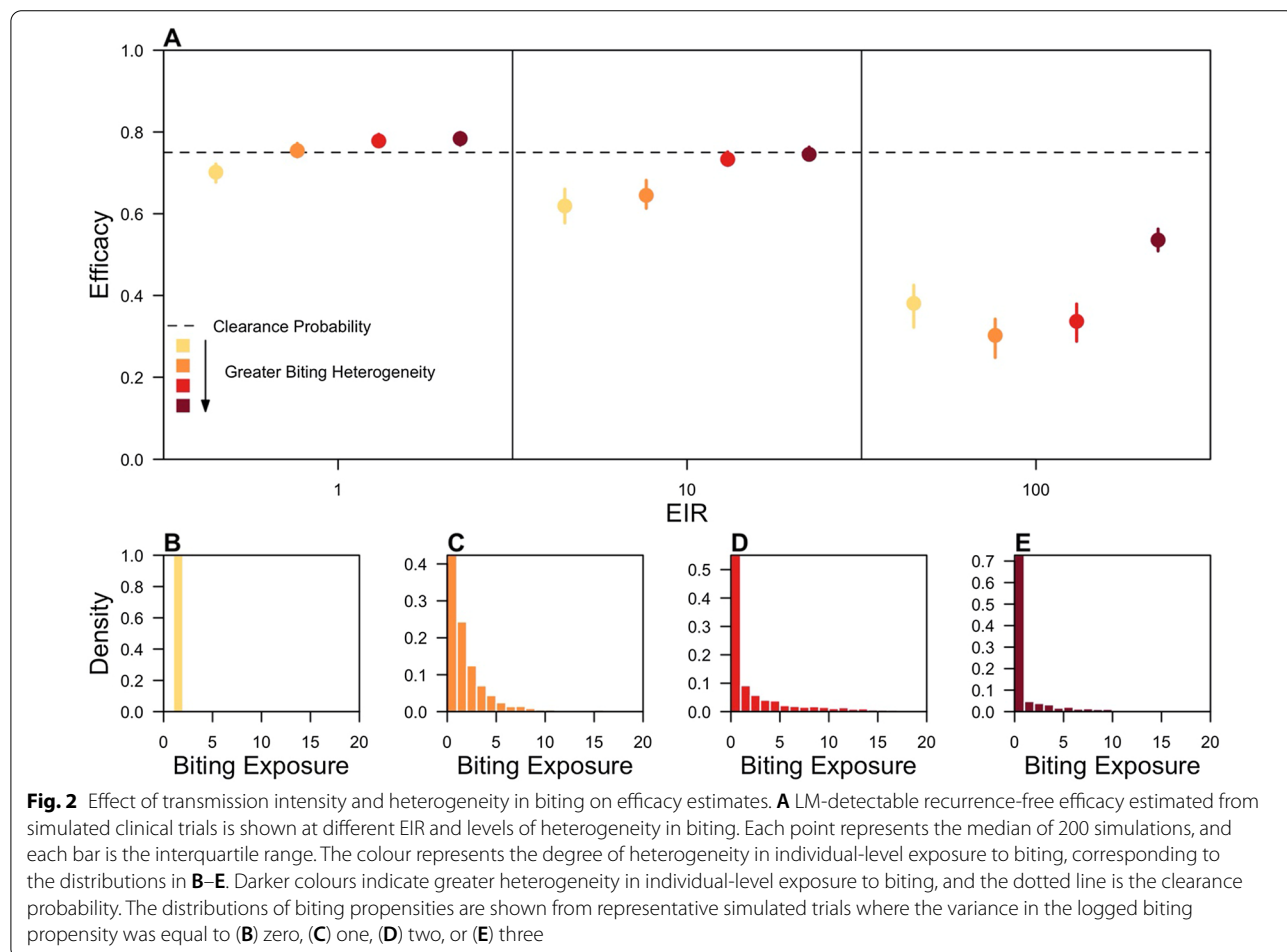 A
1.0
0.8
0.6
0.4
0.2
0.0
Efficacy
Clearance Probability
Greater Biting Heterogeneity
1
10
100
EIR
B
1.0
0.8
0.6
0.4
0.2
0.0
Density
0 5 10 15 20
Biting Exposure
C
0.4
0.3
0.2
0.1
0.0
0 5 10 15 20
Biting Exposure
D
0.5
0.4
0.3
0.2
0.1
0.0
0 5 10 15 20
Biting Exposure
E
0.7
0.6
0.5
0.4
0.3
0.2
0.1
0.0
0 5 10 15 20
Biting Exposure
Fig. 2 Effect of transmission intensity and heterogeneity in biting on efficacy estimates. A LM-detectable recurrence-free efficacy estimated from
simulated clinical trials is shown at different EIR and levels of heterogeneity in biting. Each point represents the median of 200 simulations, and
each bar is the interquartile range. The colour represents the degree of heterogeneity in individual-level exposure to biting, corresponding to
the distributions in B–E. Darker colours indicate greater heterogeneity in individual-level exposure to biting, and the dotted line is the clearance
probability. The distributions of biting propensities are shown from representative simulated trials where the variance in the logged biting
propensity was equal to (B) zero, (C) one, (D) two, or (E) three